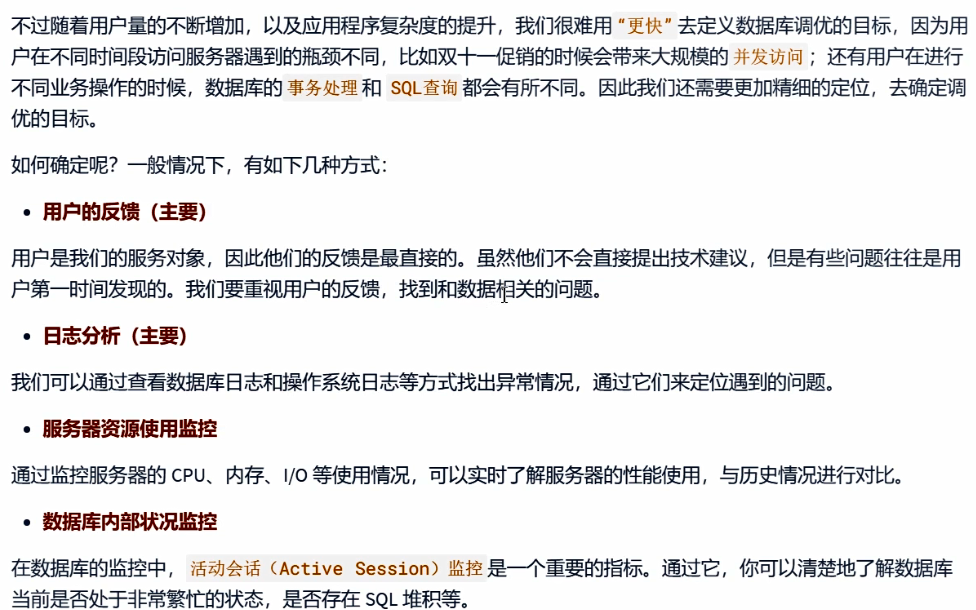 不过随着用户量的不断增加，以及应用程序复杂度的提升，我们很难用“更快”去定义数据库调优的目标，因为用
户在不同时间段访问服务器遇到的瓶颈不同，比如双十一促销的时候会带来大规模的 并发访问；还有用户在进行
不同业务操作的时候，数据库的 事务处理 和 SQL查询 都会有所不同。因此我们还需要更加精细的定位，去确定调
优的目标。
如何确定呢？一般情况下，有如下几种方式：
• 用户的反馈（主要）
用户是我们的服务对象，因此他们的反馈是最直接的。虽然他们不会直接提出技术建议，但是有些问题往往是用
户第一时间发现的。我们要重视用户的反馈，找到和数据相关的问题。
• 日志分析（主要）
我们可以通过查看数据库日志和操作系统日志等方式找出异常情况，通过它们来定位遇到的问题。
• 服务器资源使用监控
通过监控服务器的 CPU、内存、I/O 等使用情况，可以实时了解服务器的性能使用，与历史情况进行对比。
• 数据库内部状况监控
在数据库的监控中，活动会话（Active Session）监控 是一个重要的指标。通过它，你可以清楚地了解数据库
当前是否处于非常繁忙的状态，是否存在 SQL 堆积等。